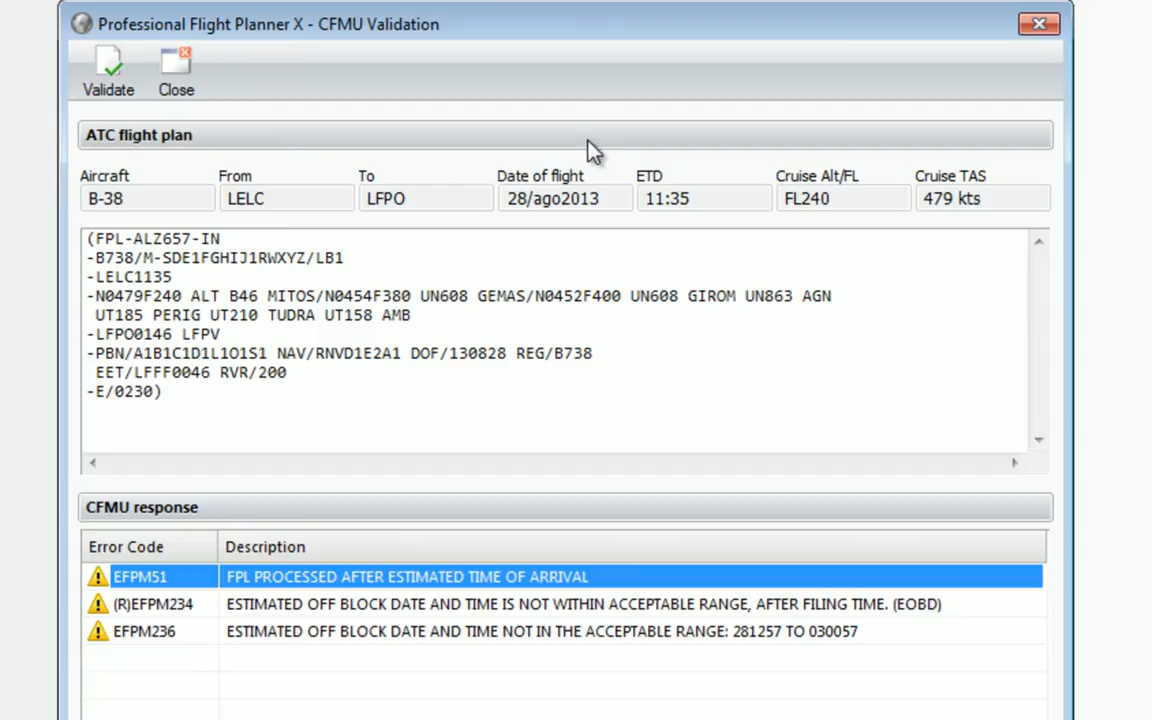 Professional Flight Planner X - CFMU Validation
Validate Close
ATC flight plan
Aircraft From To Date of flight ETD Cruise Alt/FL Cruise TAS
B-38 LELC LFPO 28/ago2013 11:35 FL240 479 kts
(FPL-ALZ657-IN
-B738/M-SDE1FGHIJ1RWXYZ/LB1
-LELC1135
-N0479F240 ALT B46 MITOS/N0454F380 UN608 GEMAS/N0452F400 UN608 GIROM UN863 AGN
UT185 PERIG UT210 TUDRA UT158 AMB
-LFPO0146 LFPV
-PBN/A1B1C1D1L1O1S1 NAV/RNVD1E2A1 DOF/130828 REG/B738
EET/LFFF0046 RVR/200
-E/0230)
CFMU response
Error Code Description
EFPM51 FPL PROCESSED AFTER ESTIMATED TIME OF ARRIVAL
(R)EFPM234 ESTIMATED OFF BLOCK DATE AND TIME IS NOT WITHIN ACCEPTABLE RANGE, AFTER FILING TIME. (EOBD)
EFPM236 ESTIMATED OFF BLOCK DATE AND TIME NOT IN THE ACCEPTABLE RANGE: 281257 TO 030057